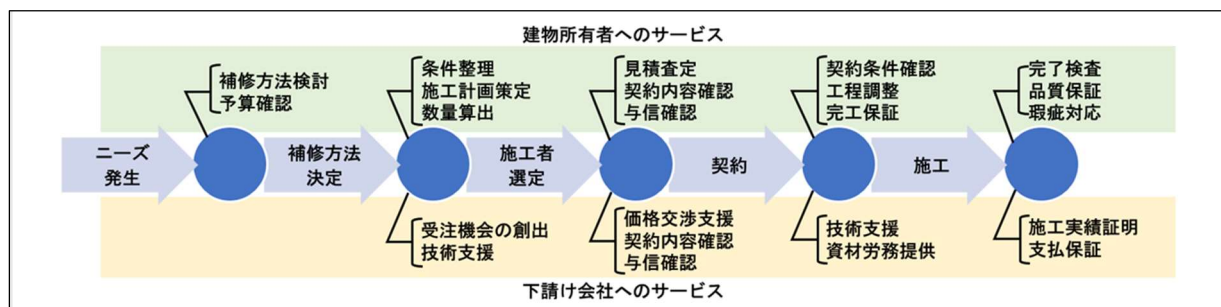 建物所有者へのサービス
補修方法検討
予算確認
条件整理
施工計画策定
数量算出
見積査定
契約内容確認
与信確認
契約条件確認
工程調整
完工保証
完了検査
品質保証
瑕疵対応
ニーズ
発生
補修方法
決定
施工者
選定
契約
施工
受注機会の創出
技術支援
価格交渉支援
契約内容確認
与信確認
技術支援
資材労務提供
施工実績証明
支払保証
下請け会社へのサービス